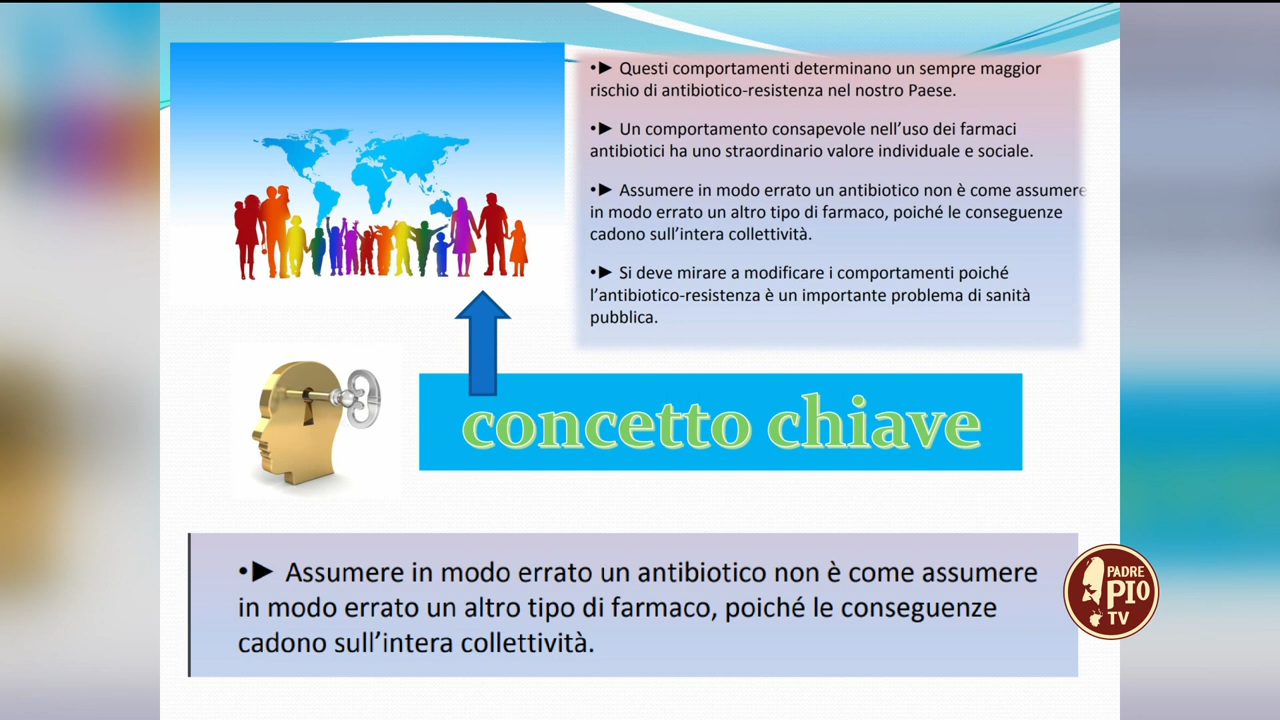 •► Questi comportamenti determinano un sempre maggior
rischio di antibiotico-resistenza nel nostro Paese.
•► Un comportamento consapevole nell’uso dei farmaci
antibiotici ha uno straordinario valore individuale e sociale.
•► Assumere in modo errato un antibiotico non è come assumere
in modo errato un altro tipo di farmaco, poiché le conseguenze
cadono sull’intera collettività.
•► Si deve mirare a modificare i comportamenti poiché
l’antibiotico-resistenza è un importante problema di sanità
pubblica.
concetto chiave
•► Assumere in modo errato un antibiotico non è come assumere
in modo errato un altro tipo di farmaco, poiché le conseguenze
cadono sull’intera collettività.
PADRE
PIO
TV